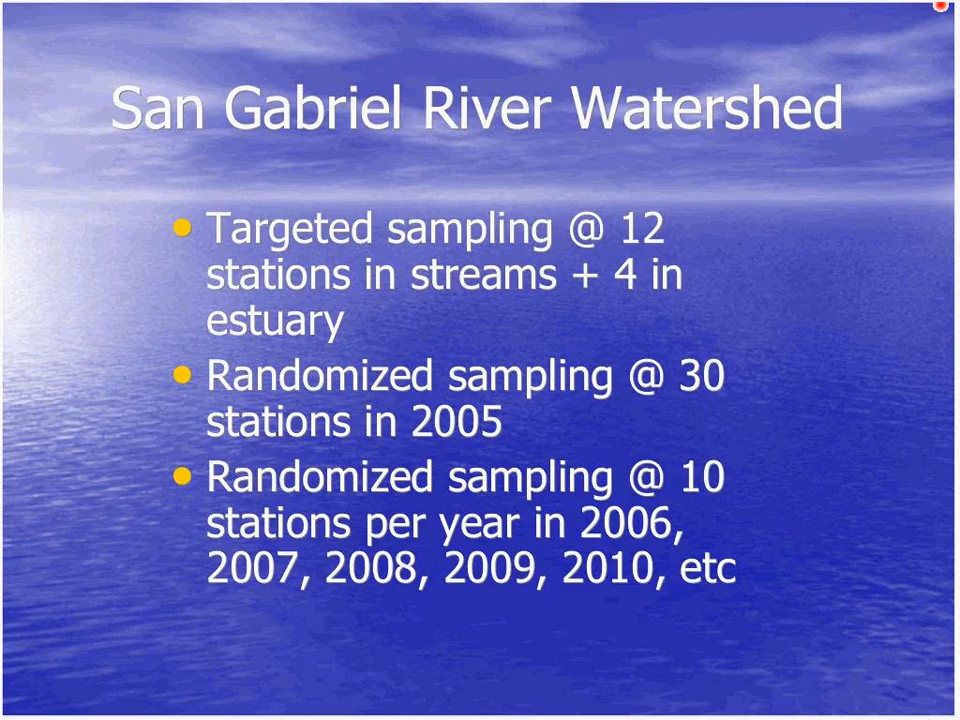 San Gabriel River Watershed
• Targeted sampling @ 12
stations in streams + 4 in
estuary
• Randomized sampling @ 30
stations in 2005
• Randomized sampling @ 10
stations per year in 2006,
2007, 2008, 2009, 2010, etc